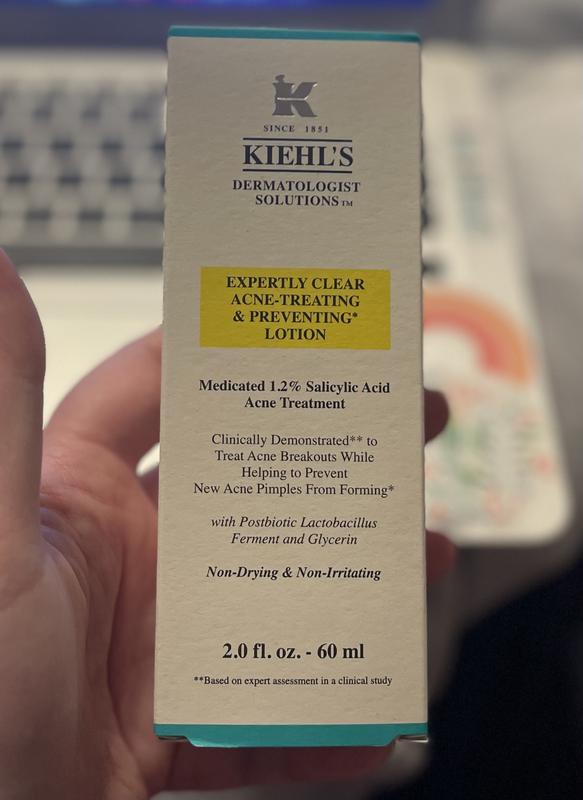 K
SINCE 1851
KIEHL'S
DERMATOLOGIST
SOLUTIONS™
EXPERTLY CLEAR
ACNE-TREATING
& PREVENTING*
LOTION
Medicated 1.2% Salicylic Acid
Acne Treatment
Clinically Demonstrated** to
Treat Acne Breakouts While
Helping to Prevent
New Acne Pimples From Forming*
with Postbiotic Lactobacillus
Ferment and Glycerin
Non-Drying & Non-Irritating
2.0 fl. oz. - 60 ml
**Based on expert assessment in a clinical study